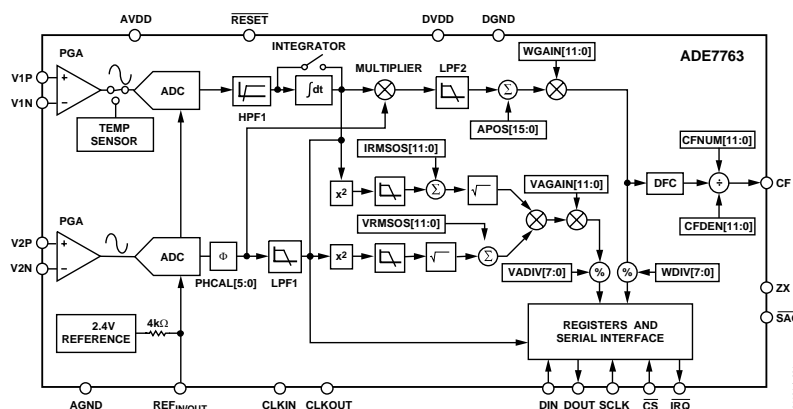 AVDD
RESET
DVDD
DGND
INTEGRATOR
WGAIN[11:0]
ADE7763
PGA
MULTIPLIER
LPF2
V1P
+
ADC
∫dt
Σ
V1N
−
HPF1
CFNUM[11:0]
TEMP
SENSOR
APOS[15:0]
IRMSOS[11:0]
VAGAIN[11:0]
DFC
÷
CF
x²
Σ
√
PGA
VRMSOS[11:0]
CFDEN[11:0]
V2P
+
ADC
Φ
x²
√
Σ
V2N
−
PHCAL[5:0]
LPF1
VADIV[7:0]
%
%
WDIV[7:0]
ZX
2.4V
REFERENCE
4kΩ
REGISTERS AND
SERIAL INTERFACE
AGND
REFIN/OUT
CLKIN
CLKOUT
DIN
DOUT
SCLK
CS
IRQ